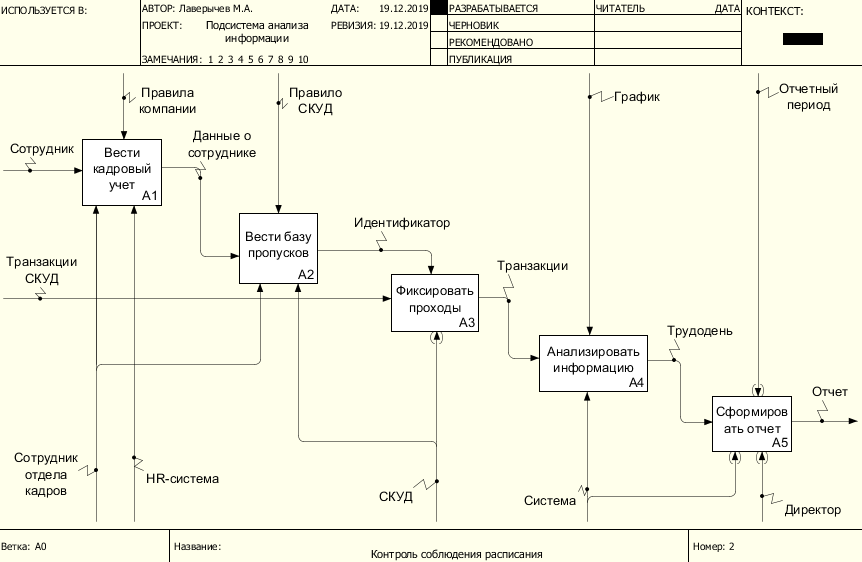 ИСПОЛЬЗУЕТСЯ В:
АВТОР: Лаверычев М.А.
ДАТА: 19.12.2019
РАЗРАБАТЫВАЕТСЯ
ЧИТАТЕЛЬ
ДАТА
КОНТЕКСТ:
ПРОЕКТ: Подсистема анализа
информации
РЕВИЗИЯ: 19.12.2019
ЧЕРНОВИК
РЕКОМЕНДОВАНО
ЗАМЕЧАНИЯ: 1 2 3 4 5 6 7 8 9 10
ПУБЛИКАЦИЯ
Правила
компании
Правило
СКУД
График
Отчетный
период
Сотрудник
Вести
кадровый
учет
A1
Данные о
сотруднике
Вести базу
пропусков
A2
Идентификатор
Транзакции
СКУД
Фиксировать
проходы
A3
Транзакции
Анализировать
информацию
A4
Трудодень
Сформиров
ать отчет
A5
Отчет
Сотрудник
отдела
кадров
HR-система
СКУД
Система
Директор
Ветка: A0
Название:
Контроль соблюдения расписания
Номер: 2